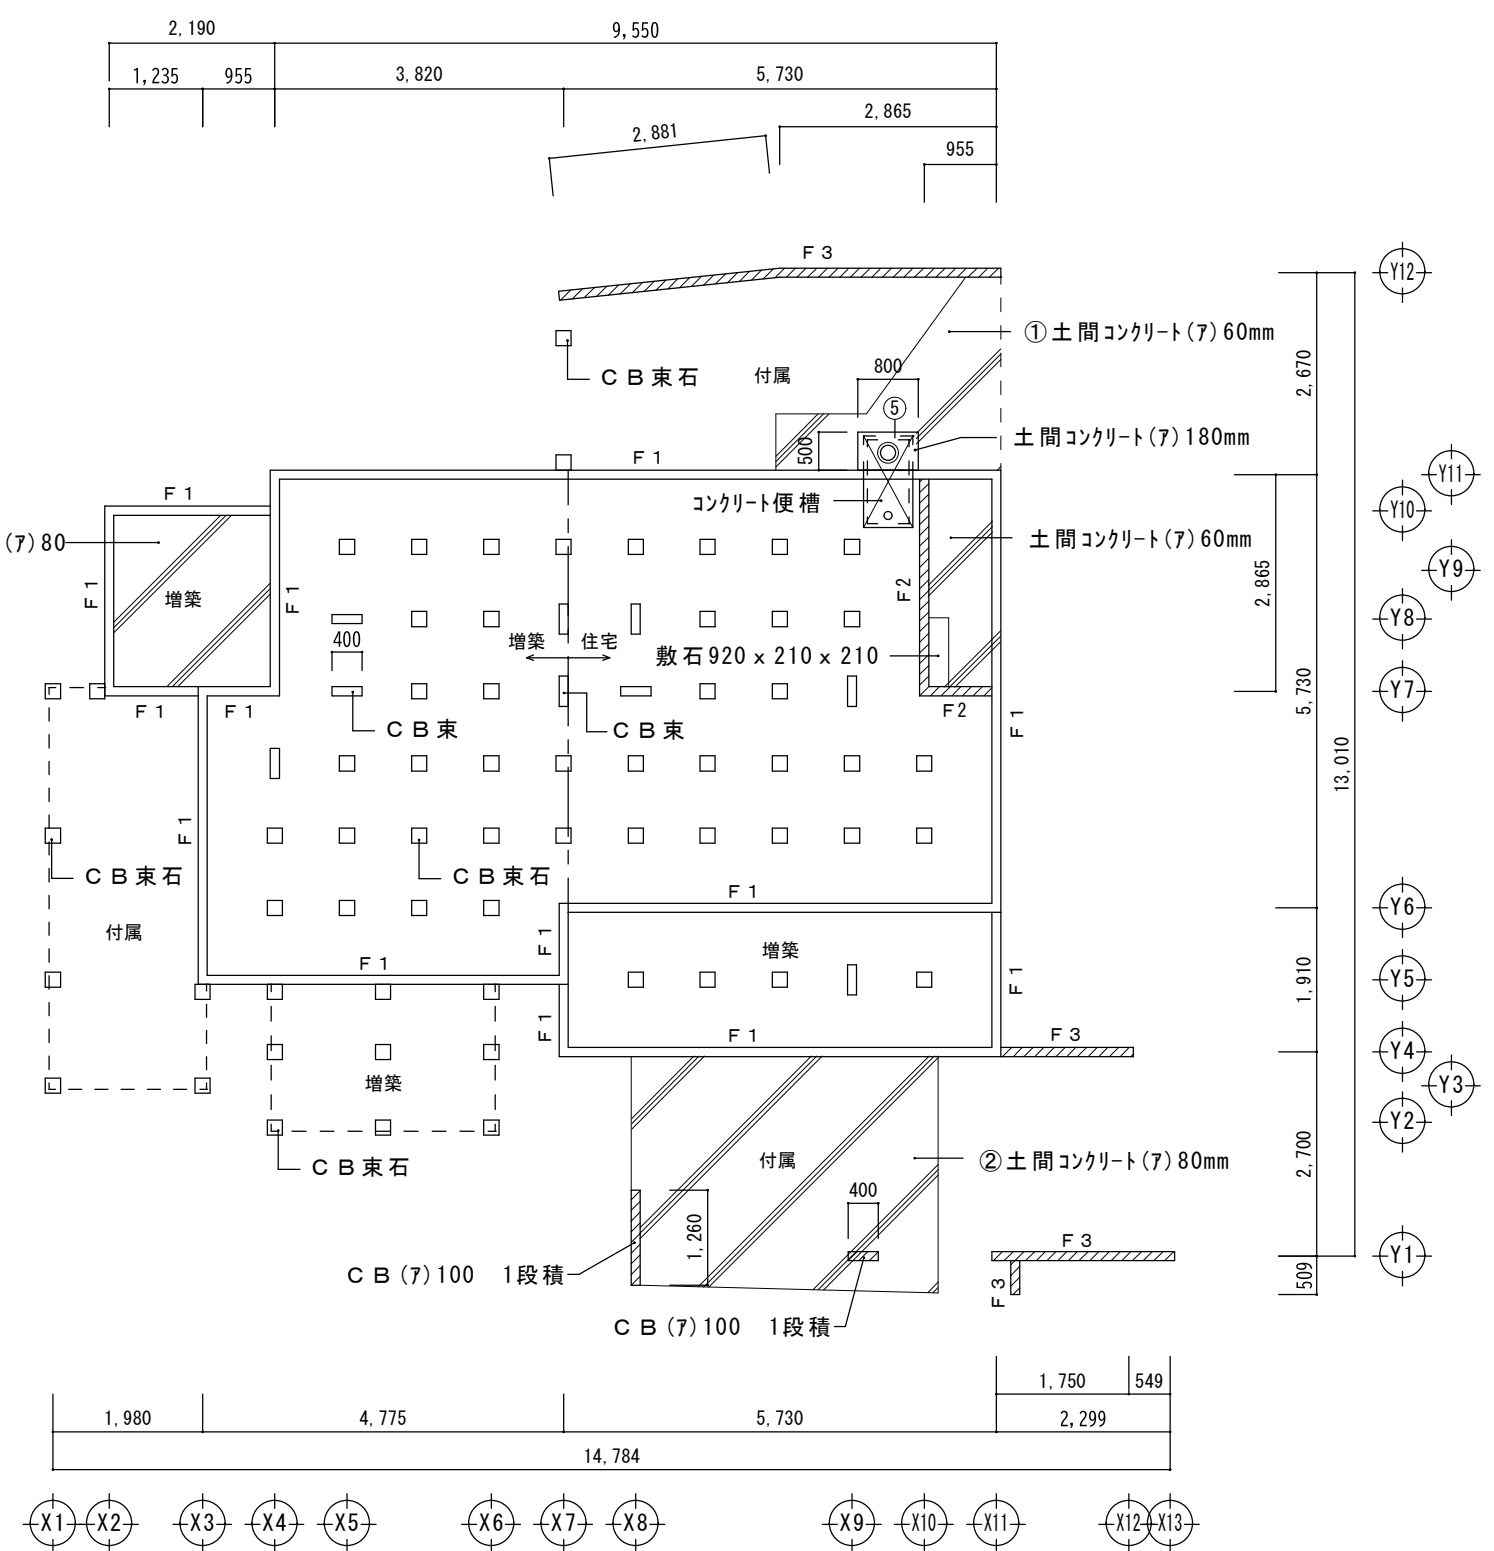 2,190
9,550
1,235
955
3,820
5,730
2,865
2,881
955
F3
Y12
①土間コンクリート(ア)60mm
2,670
CB束石
付属
800
⑤
土間コンクリート(ア)180mm
500
F1
Y11
コンクリート便槽
F1
Y10
(ア)80
土間コンクリート(ア)60mm
Y9
2,865
F1
F1
増築
F2
Y8
400
増築
住宅
敷石920x210x210
Y7
5,730
F1
F1
F2
F1
CB束
CB束
13,010
F1
CB束石
CB束石
F1
Y6
付属
F1
増築
F1
F1
Y5
1,910
F1
F1
F3
Y4
増築
Y3
Y2
CB束石
付属
②土間コンクリート(ア)80mm
2,700
400
1,260
F3
Y1
CB(ア)100 1段積
F3
509
CB(ア)100 1段積
1,750
549
1,980
4,775
5,730
2,299
14,784
X1
X2
X3
X4
X5
X6
X7
X8
X9
X10
X11
X12
X13